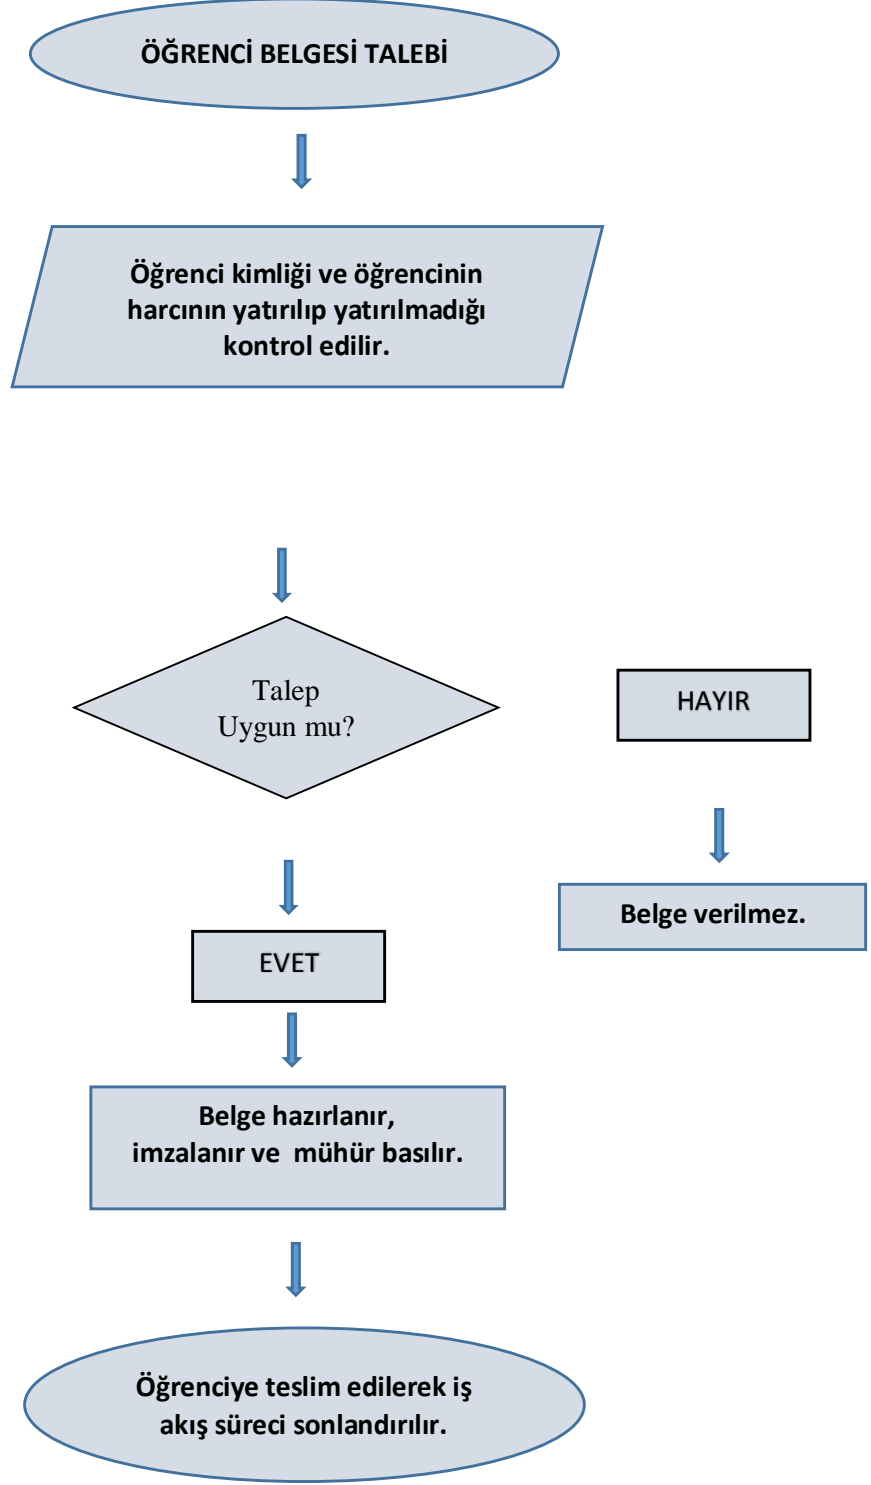 ÖĞRENCİ BELGESİ TALEBİ
Öğrenci kimliği ve öğrencinin
harcının yatırılıp yatırılmadığı
kontrol edilir.
Talep
Uygun mu?
HAYIR
Belge verilmez.
EVET
Belge hazırlanır,
imzalanır ve  mühür basılır.
Öğrenciye teslim edilerek iş
akış süreci sonlandırılır.